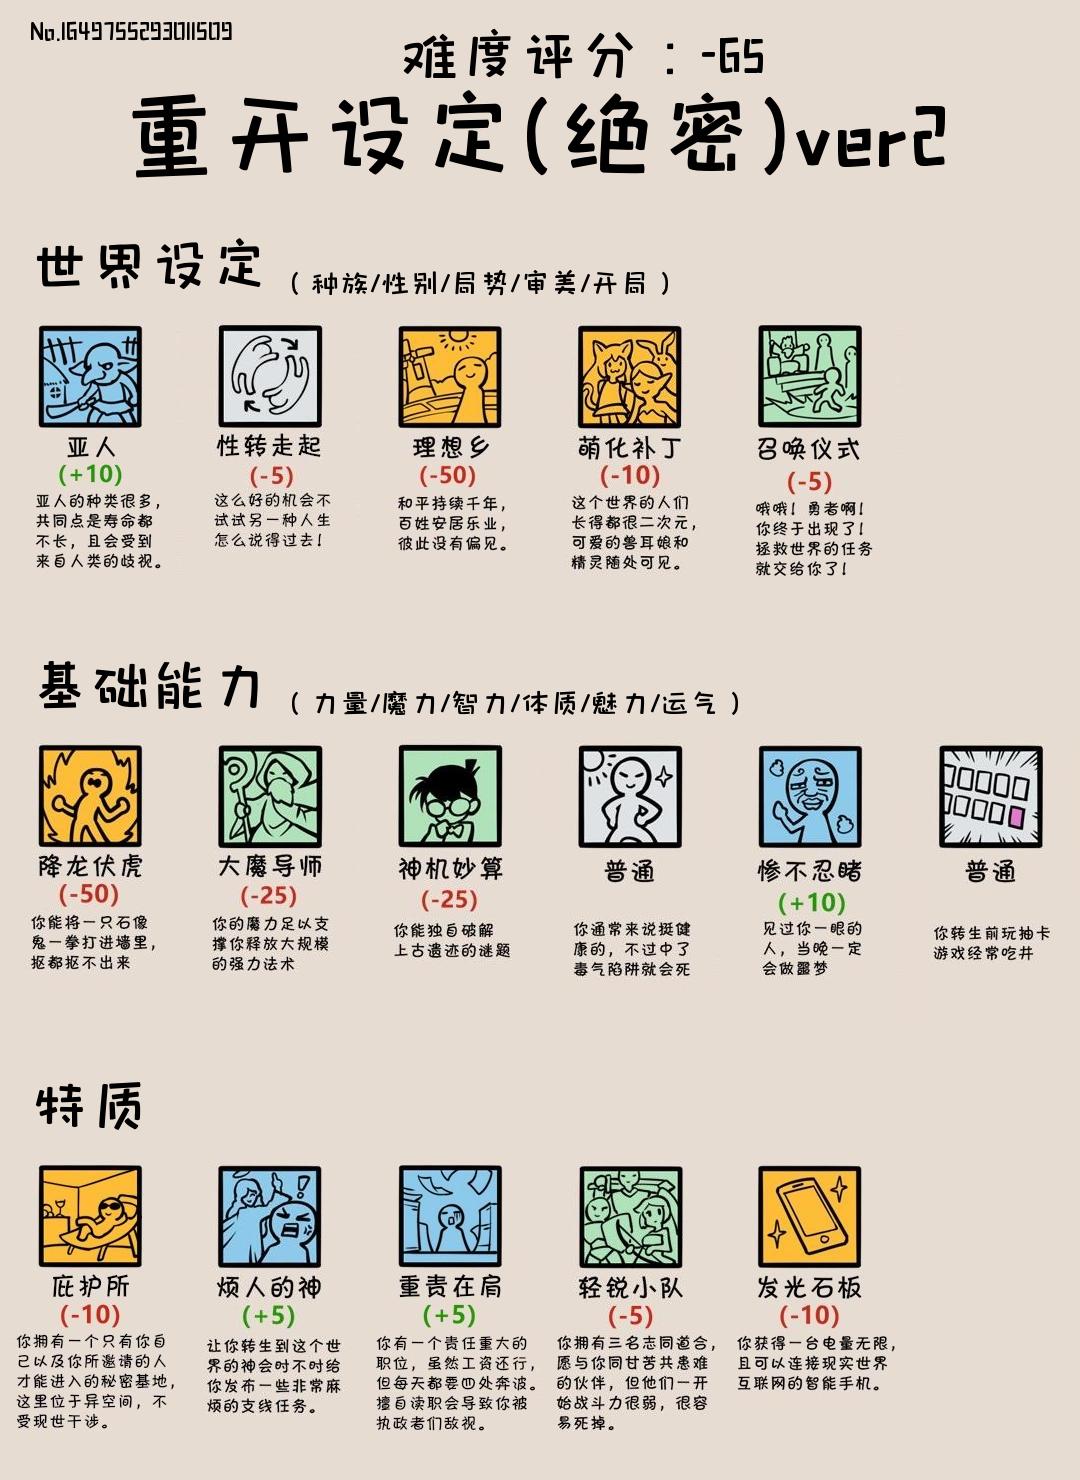 No.1649755293011509
难度评分：-G5
重开设定(绝密)ver2
世界设定
(种族/性别/局势/审美/开局)
亚人
(+10)
亚人的种类很多，
共同点是寿命都
不长，且会受到
来自人类的歧视。
性转走起
(-5)
这么好的机会不
试试另一种人生
怎么说得过去！
理想乡
(-50)
和平持续千年，
百姓安居乐业，
彼此没有偏见。
萌化补丁
(-10)
这个世界的人们
长得都很二次元，
可爱的兽耳娘和
精灵随处可见。
召唤仪式
(-5)
哦哦！勇者啊！
你终于出现了！
拯救世界的任务
就交给你了！
基础能力
(力量/魔力/智力/体质/魅力/运气)
降龙伏虎
(-50)
你能将一只石像
鬼一拳打进墙里，
抠都抠不出来
大魔导师
(-25)
你的魔力足以支
撑你释放大规模
的强力法术
神机妙算
(-25)
你能独自破解
上古遗迹的谜题
普通
你通常来说挺健
康的，不过中了
毒气陷阱就会死
惨不忍睹
(+10)
见过你一眼的
人，当晚一定
会做噩梦
普通
你转生前玩抽卡
游戏经常吃井
特质
庇护所
(-10)
你拥有一个只有你自
己以及你所邀请的人
才能进入的秘密基地，
这里位于异空间，不
受现世干涉。
烦人的神
(+5)
让你转生到这个世
界的神会时不时给
你发布一些非常麻
烦的支线任务。
重责在肩
(+5)
你有一个责任重大的
职位，虽然工资还行，
但每天都要四处奔波。
擅自渎职会导致你被
执政者们敌视。
轻锐小队
(-5)
你拥有三名志同道合，
愿与你同甘苦共患难
的伙伴，但他们一开
始战斗力很弱，很容
易死掉。
发光石板
(-10)
你获得一台电量无限，
且可以连接现实世界
互联网的智能手机。